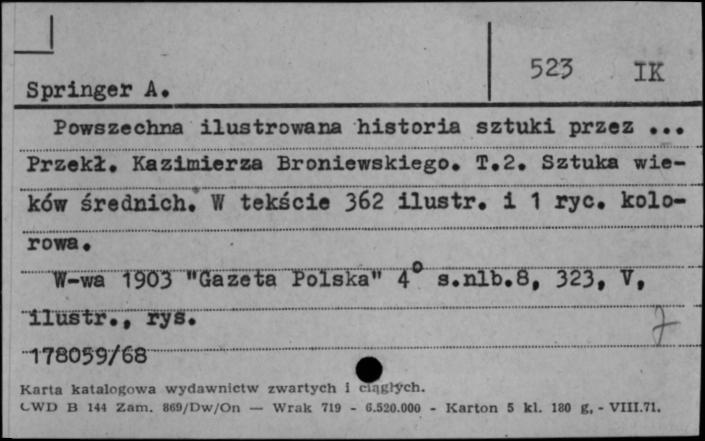 523 IK
Springer A.
Powszechna ilustrowana historia sztuki przez ...
Przekł. Kazimierza Broniewskiego. T.2. Sztuka wie-
ków średnich. W tekście 362 ilustr. i 1 ryc. kolo-
rowa.
W-wa 1903 "Gazeta Polska" 4° s.nlb.8, 323, V,
ilustr., rys.
178059/68
Karta katalogowa wydawnictw zwartych i ciągłych.
CWD B 144 Zam. 869/Dw/On — Wrak 719 - 6.520.000 - Karton 5 kl. 180 g. - VIII.71.